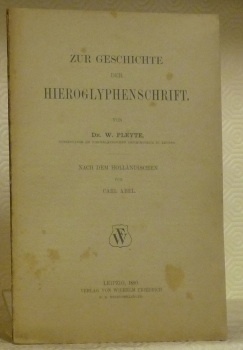 ZUR GESCHICHTE
DER
HIEROGLYPHENSCHRIFT.
VON
DR. W. PLEYTE,
NACH DEM HOLLÄNDISCHEN
VON
CARL ABEL.
W F
LEIPZIG,
VERLAG VON WILHELM FRIEDRICH